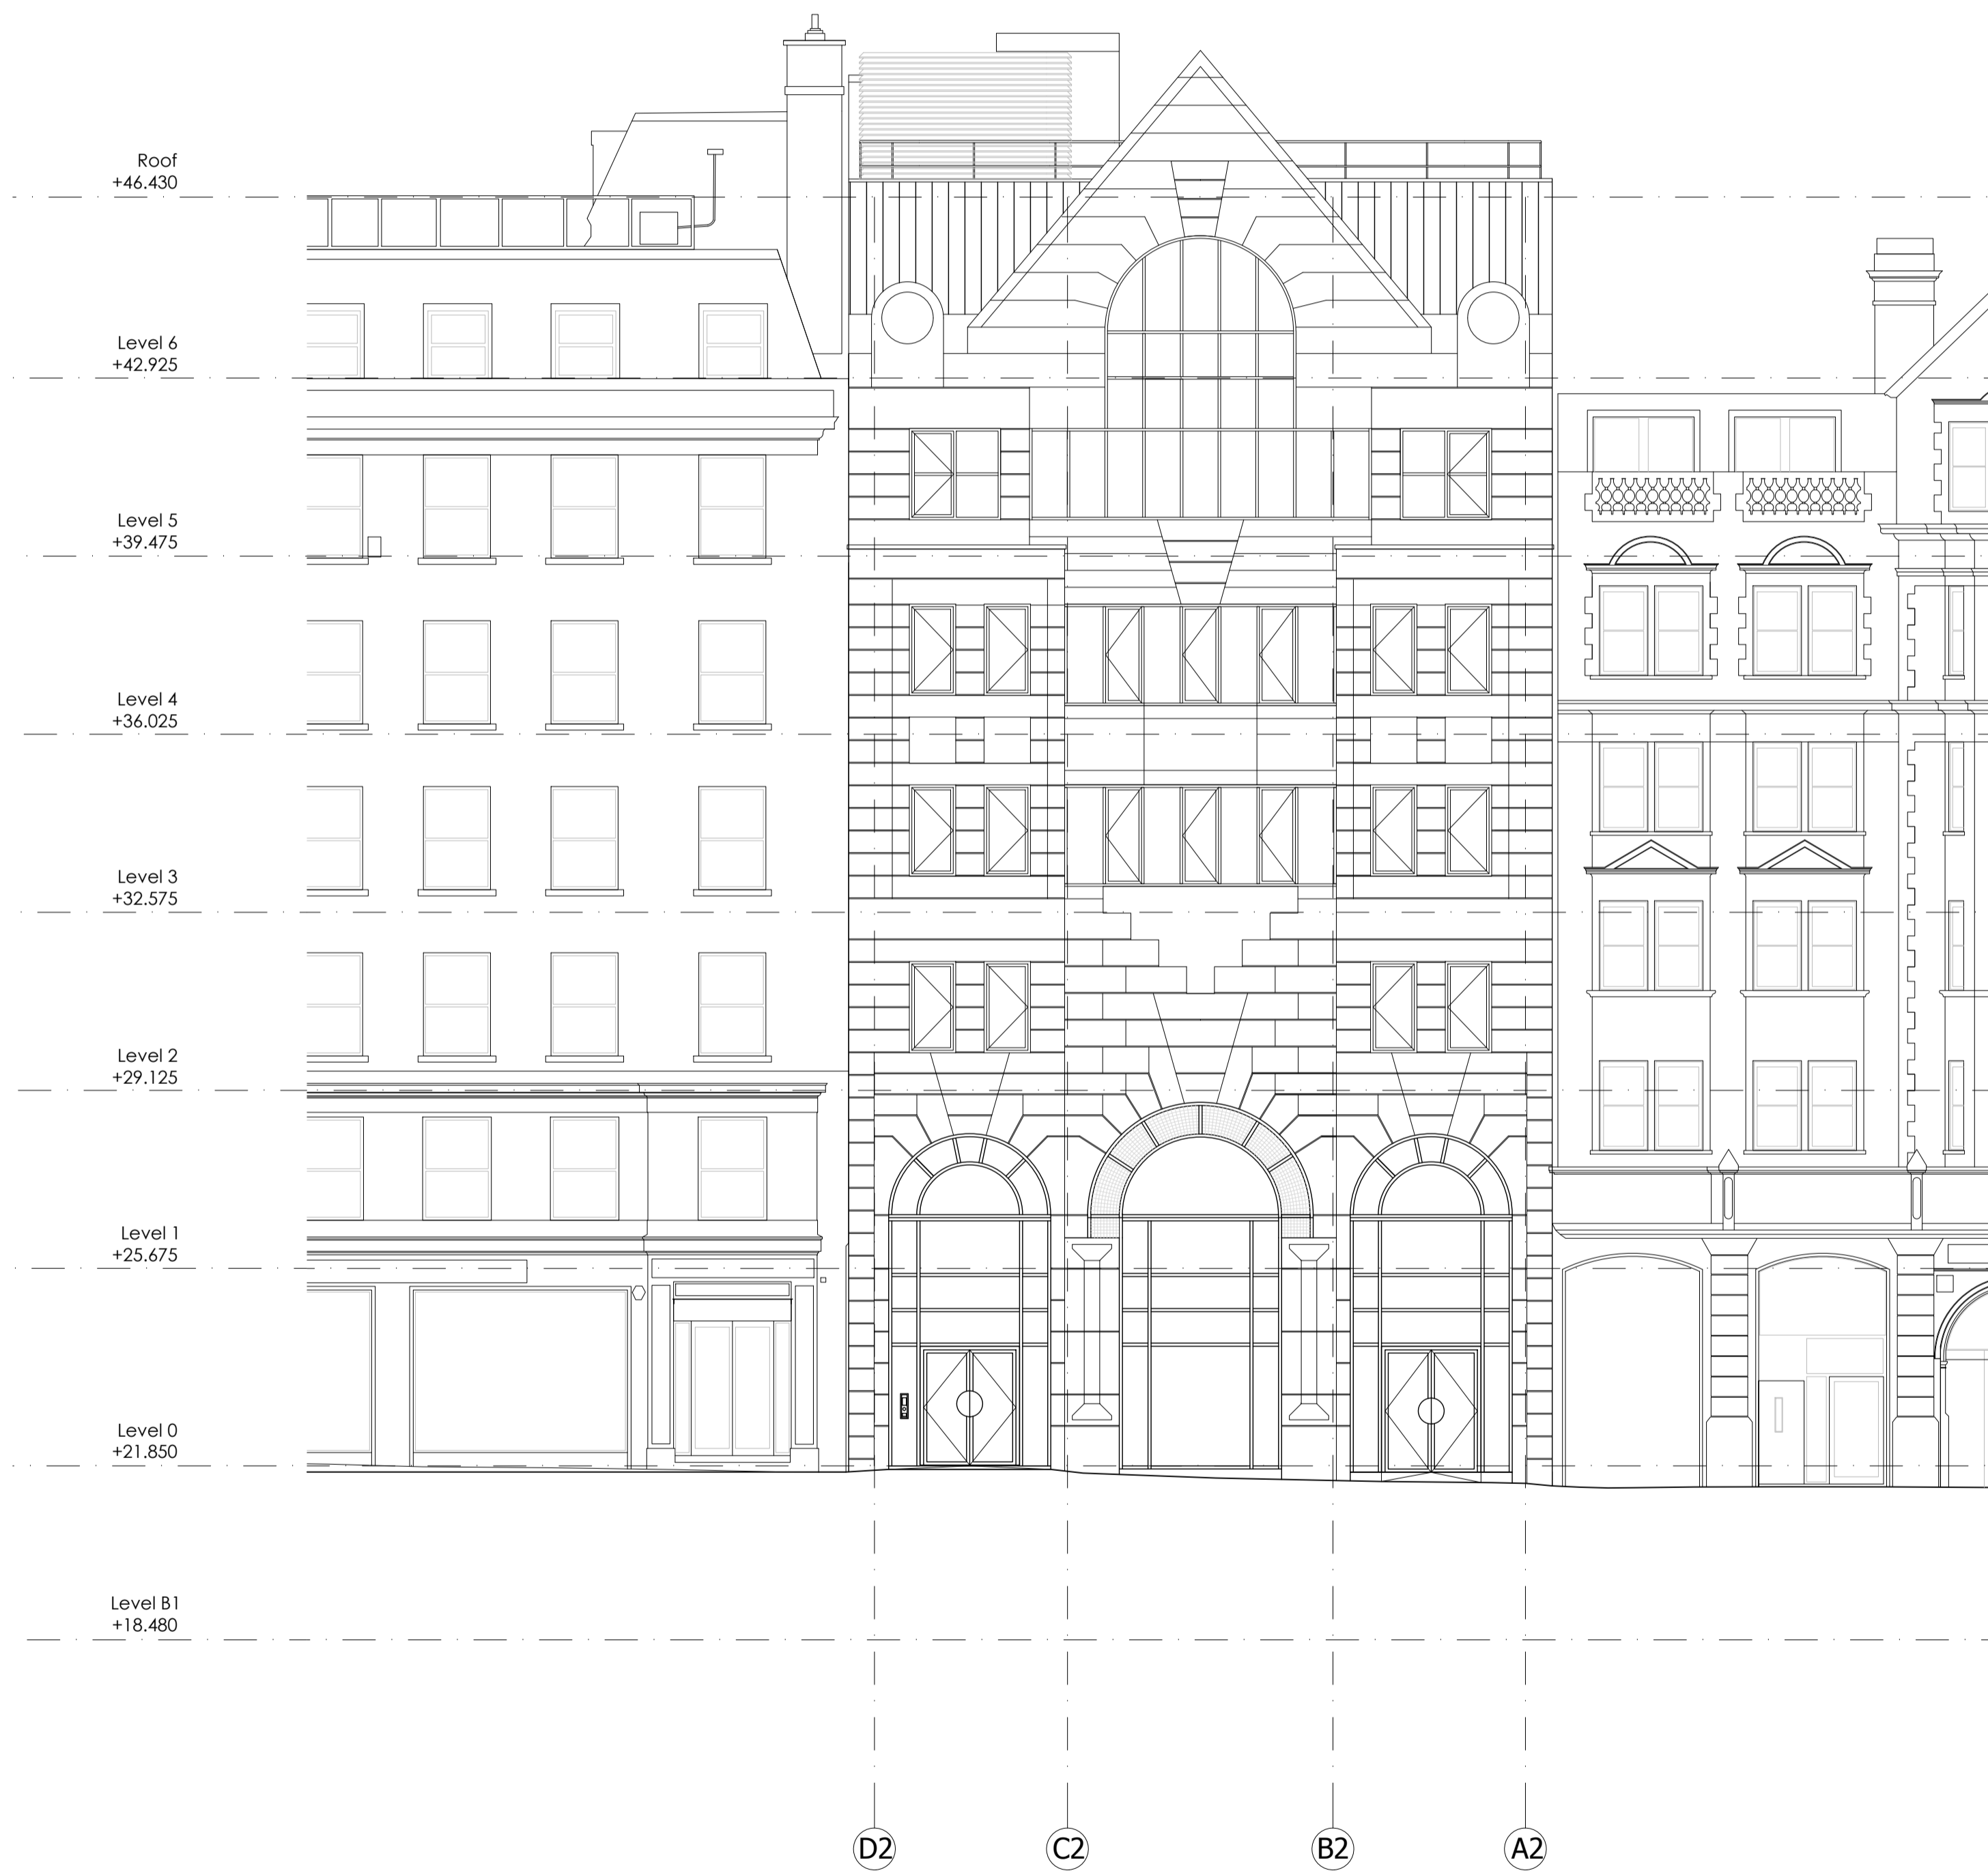 Roof
+46.430
Level 6
+42.925
Level 5
+39.475
Level 4
+36.025
Level 3
+32.575
Level 2
+29.125
Level 1
+25.675
Level 0
+21.850
Level B1
+18.480
D2 C2 B2 A2